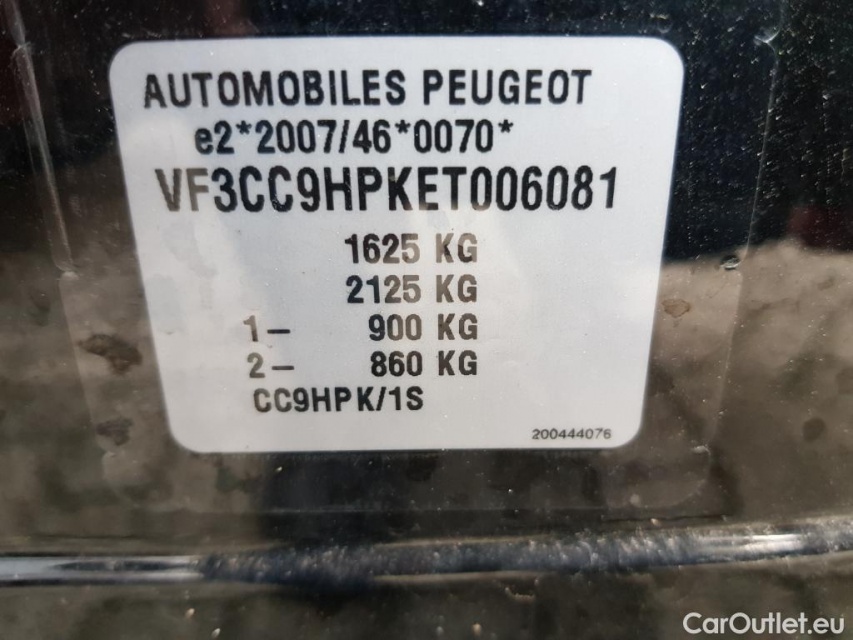 AUTOMOBILES PEUGEOT
e2*2007/46*0070*
VF3CC9HPKET006081
1625 KG
2125 KG
1- 900 KG
2- 860 KG
CC9HPK/1S
200444076
CarOutlet.eu